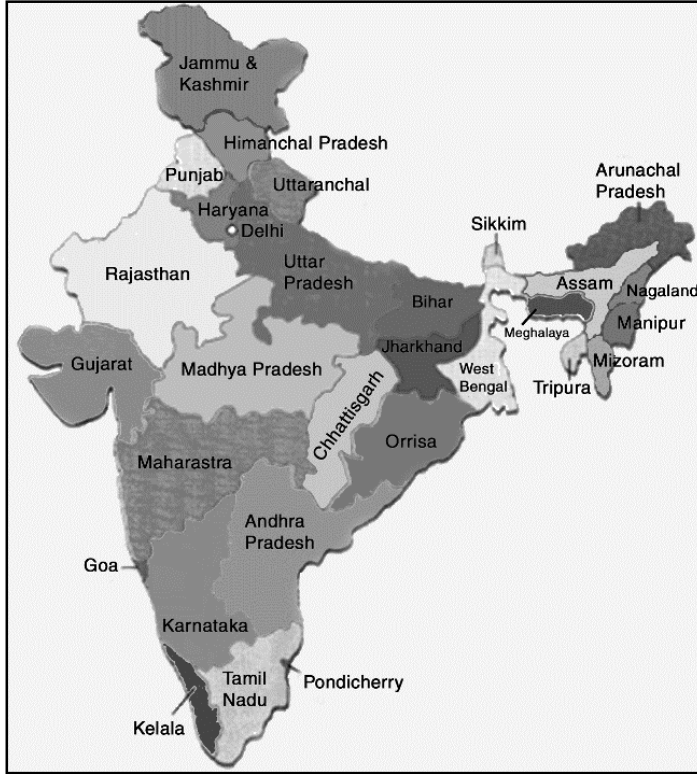 Jammu &
Kashmir
Himanchal Pradesh
Punjab
Uttaranchal
Arunachal
Pradesh
Haryana
Delhi
Sikkim
Rajasthan
Uttar
Pradesh
Assam
Nagaland
Bihar
Meghalaya
Manipur
Jharkhand
Gujarat
Madhya Pradesh
West
Bengal
Mizoram
Tripura
Chhattisgarh
Orrisa
Maharastra
Andhra
Pradesh
Goa
Karnataka
Tamil
Nadu
Pondicherry
Kelala